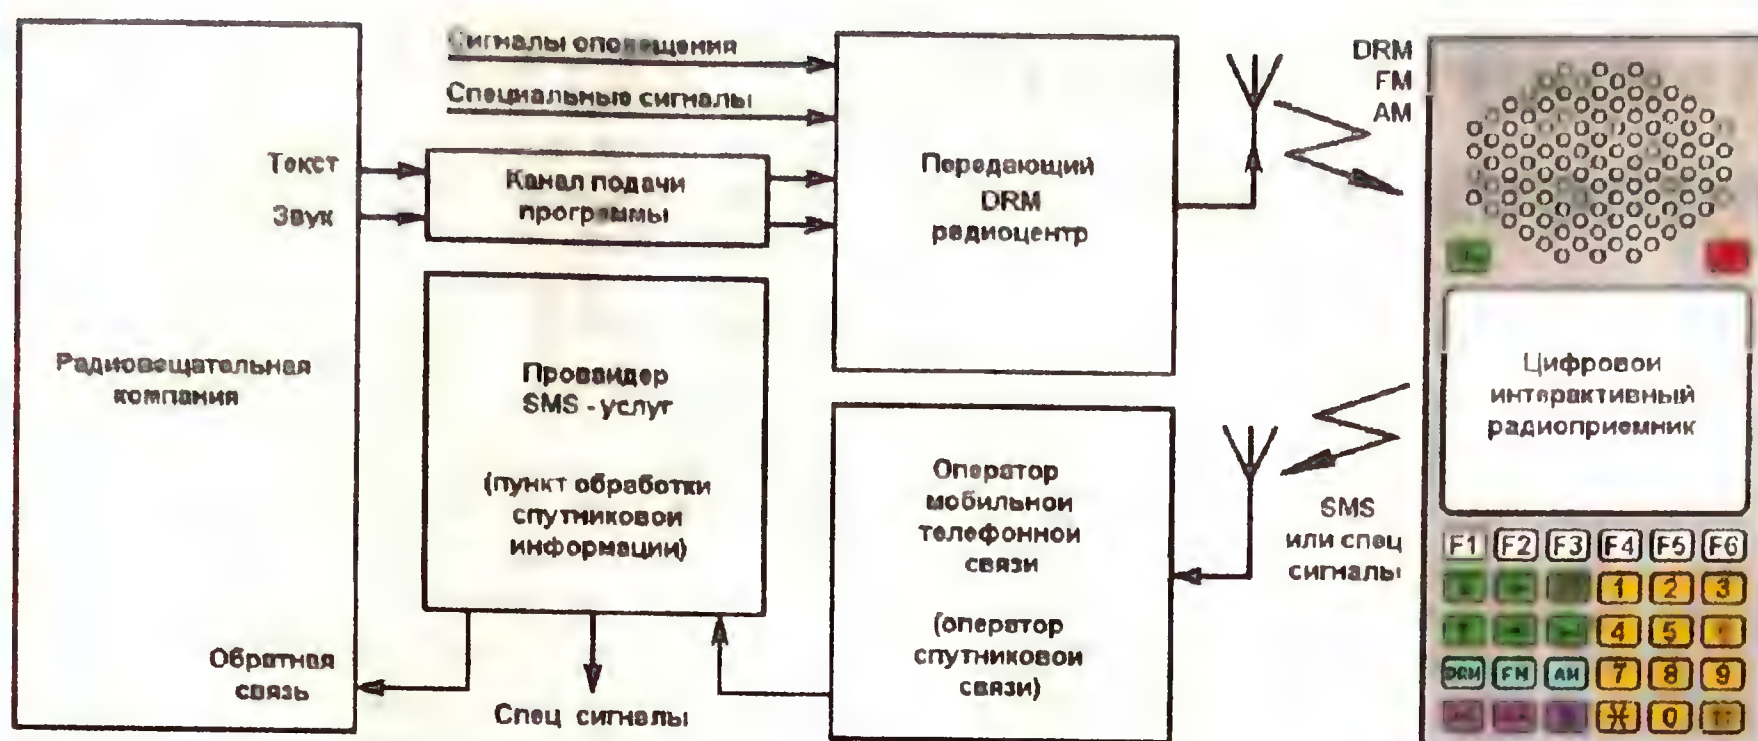 Сигналы оповещения
Специальные сигналы
Текст
Звук
Канал подачи
программы
Передающий
DRM
радиоцентр
DRM
FM
AM
Радиовещательная
компания
Провайдер
SMS - услуг
(пункт обработки
спутниковой
информации)
Оператор
мобильной
телефонной
связи
(оператор
спутниковой
связи)
Цифровой
интерактивный
радиоприемник
SMS
или спец
сигналы
Обратная
связь
Спец сигналы
F1 F2 F3 F4 F5 F6
1 2 3
4 5
DRM FM AM 7 8 9
0